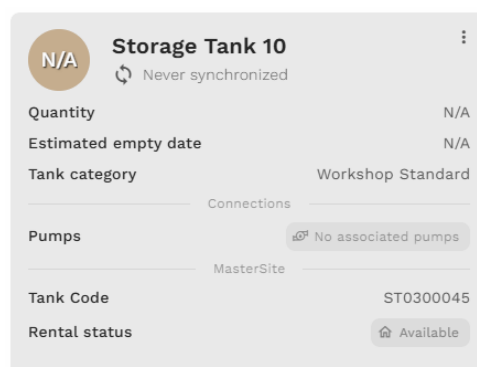 N/A
Storage Tank 10
Never synchronized
Quantity N/A
Estimated empty date N/A
Tank category Workshop Standard
Connections
Pumps No associated pumps
MasterSite
Tank Code ST0300045
Rental status Available